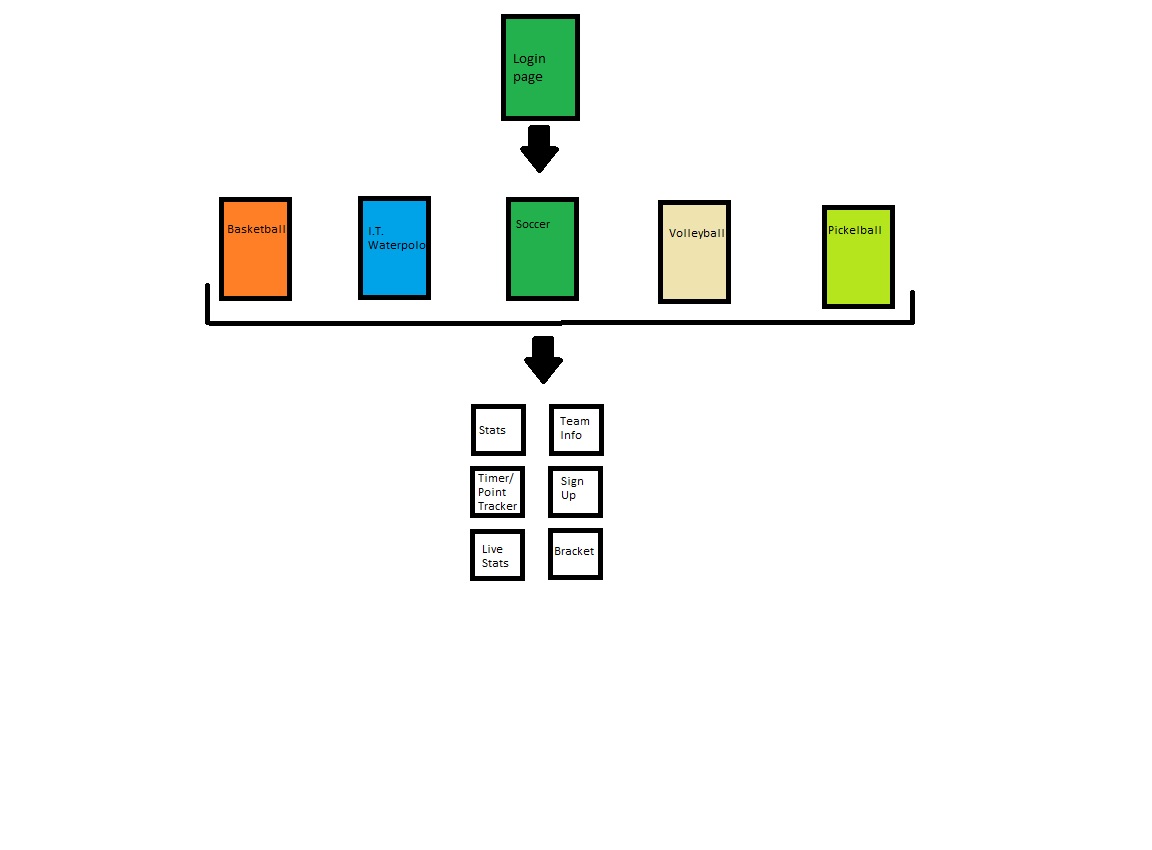 Login
page
Basketball
I.T.
Waterpolo
Soccer
Volleyball
Pickelball
Stats
Team
Info
Timer/
Point
Tracker
Sign
Up
Live
Stats
Bracket